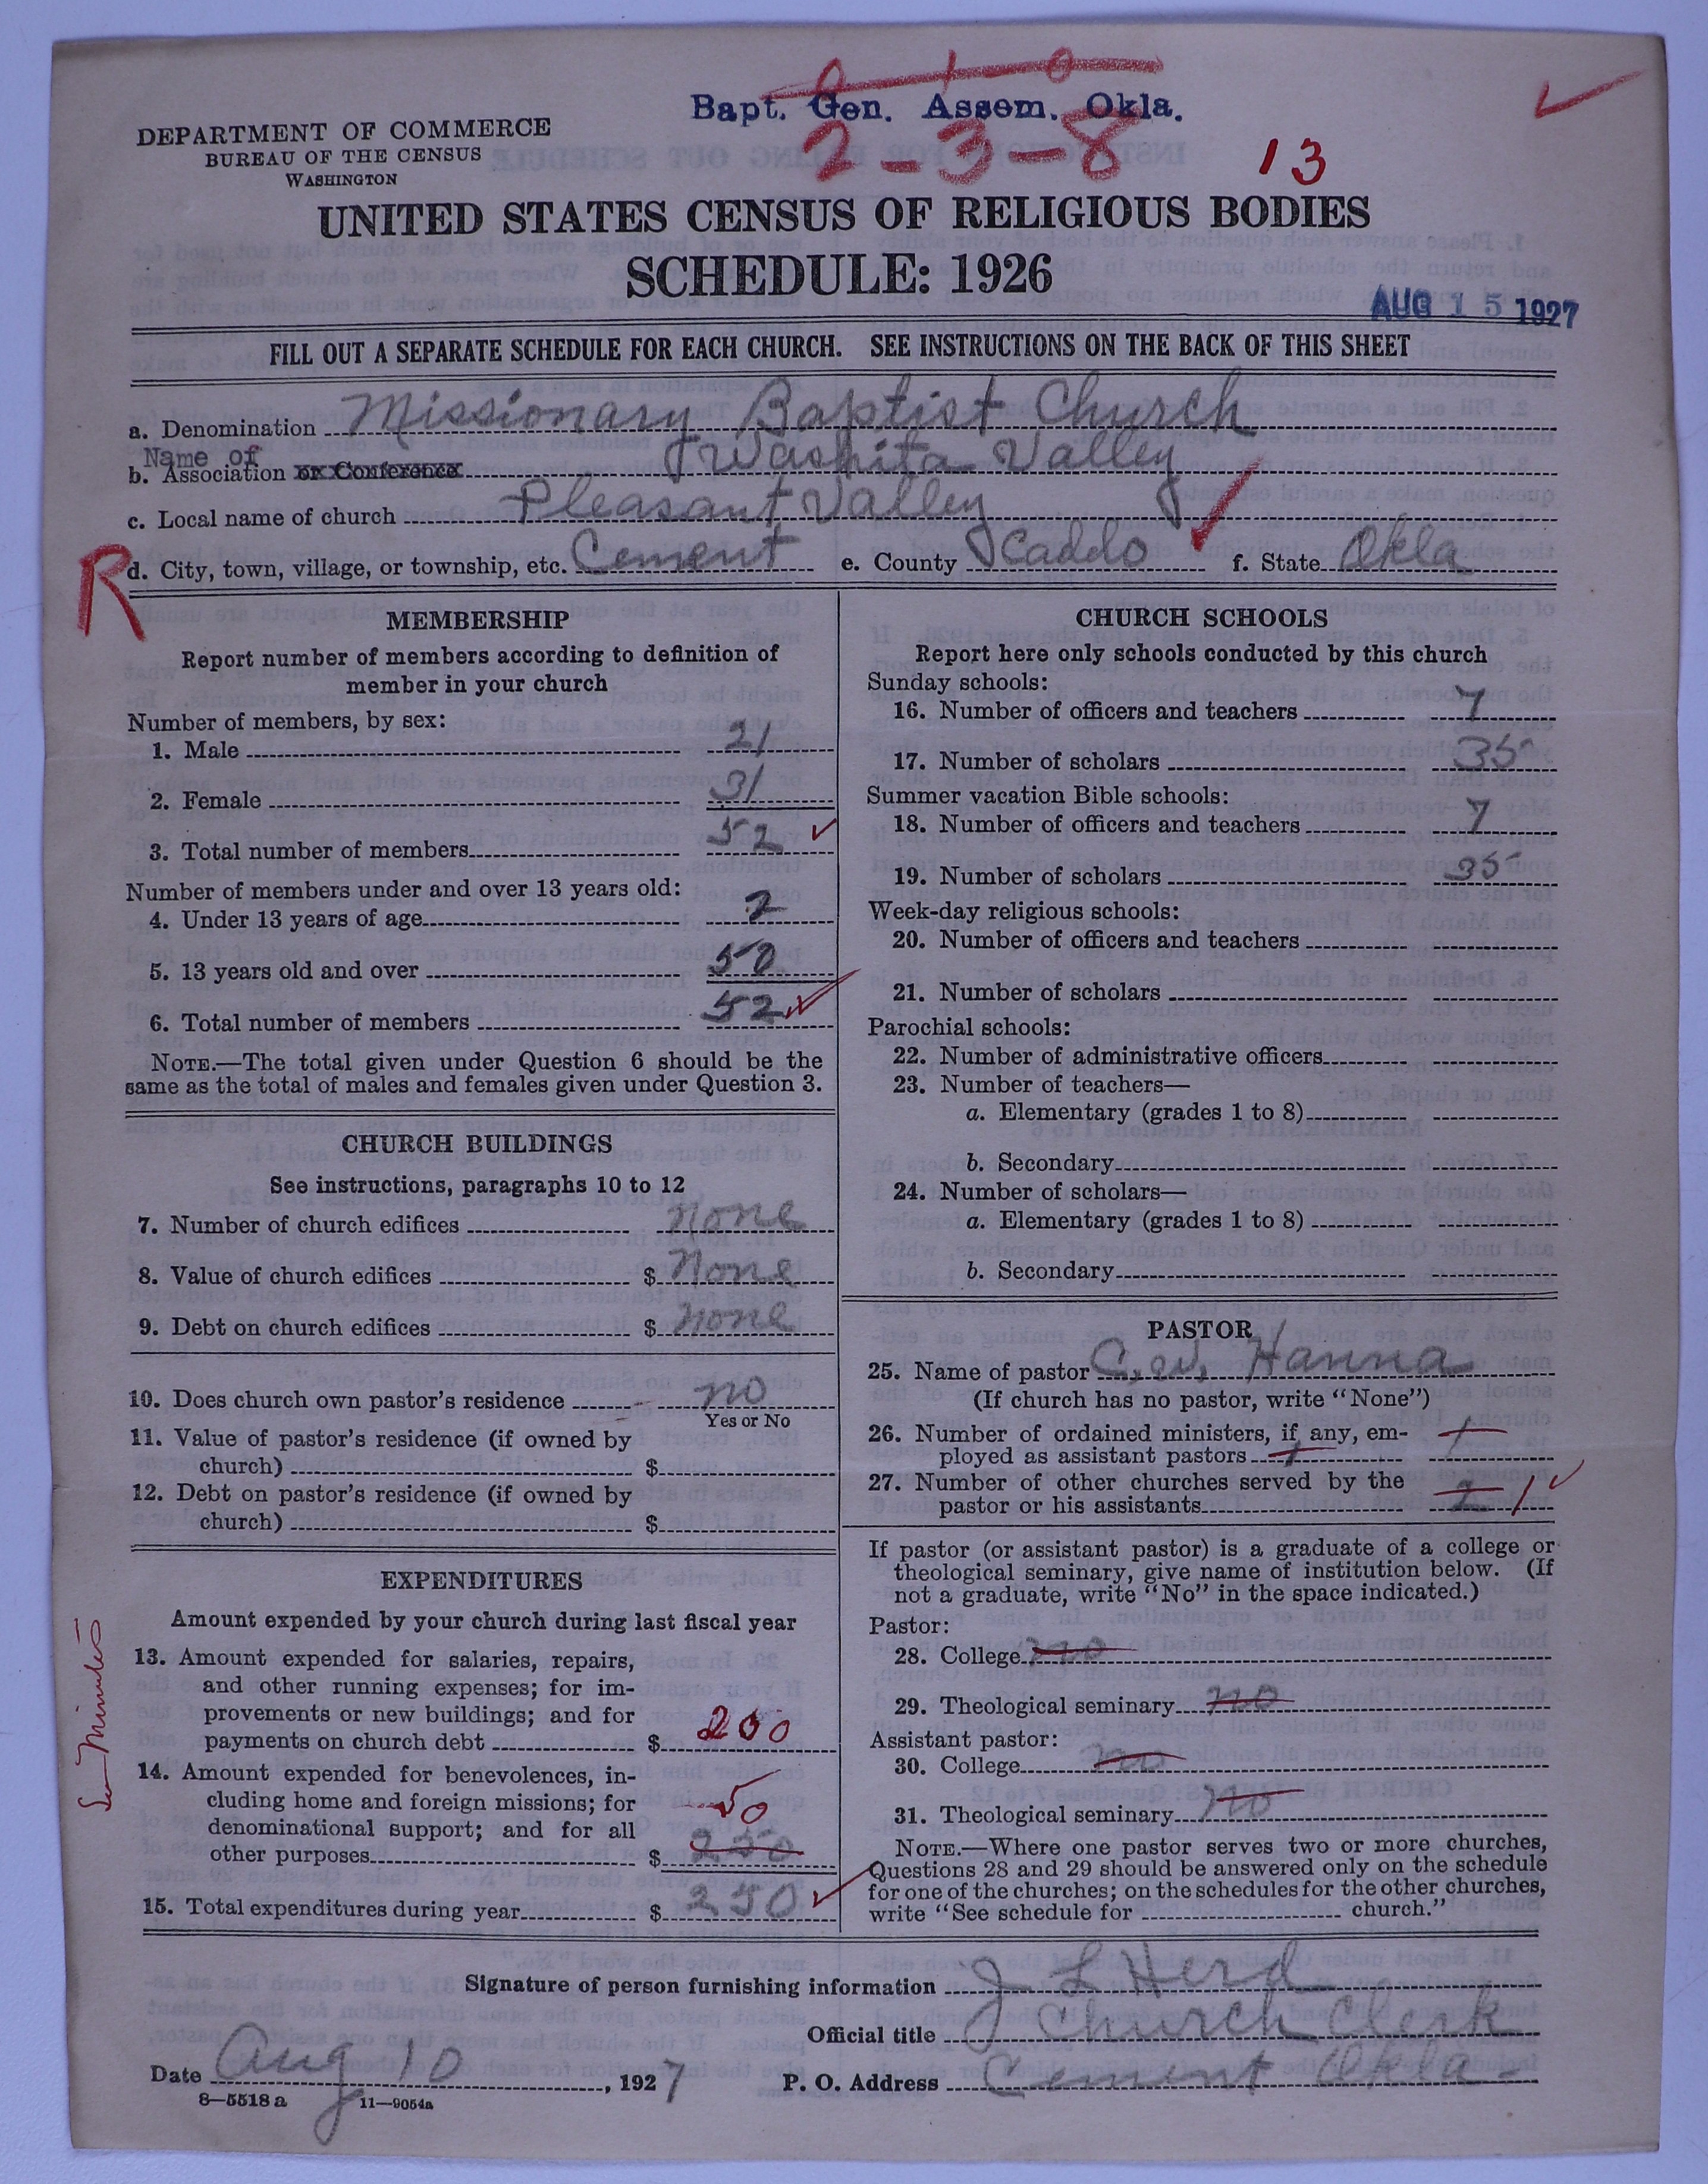 Bapt. Gen. Assem. Okla.
2-3-8
13
DEPARTMENT OF COMMERCE
BUREAU OF THE CENSUS
WASHINGTON
UNITED STATES CENSUS OF RELIGIOUS BODIES
SCHEDULE: 1926
AUG 15 1927
FILL OUT A SEPARATE SCHEDULE FOR EACH CHURCH. SEE INSTRUCTIONS ON THE BACK OF THIS SHEET
a. Denomination Missionary Baptist Church
Name of
b. Association or Conference Washita Valley
c. Local name of church Pleasant Valley
R
d. City, town, village, or township, etc. Cement e. County Caddo f. State Okla
MEMBERSHIP
Report number of members according to definition of
member in your church
Number of members, by sex:
1. Male 21
2. Female 31
3. Total number of members 52
Number of members under and over 13 years old:
4. Under 13 years of age 2
5. 13 years old and over 50
6. Total number of members 52
NOTE.—The total given under Question 6 should be the
same as the total of males and females given under Question 3.
CHURCH BUILDINGS
See instructions, paragraphs 10 to 12
7. Number of church edifices none
8. Value of church edifices $ None
9. Debt on church edifices $ none
10. Does church own pastor's residence no
Yes or No
11. Value of pastor's residence (if owned by
church) $
12. Debt on pastor's residence (if owned by
church) $
EXPENDITURES
Amount expended by your church during last fiscal year
13. Amount expended for salaries, repairs,
and other running expenses; for im-
provements or new buildings; and for
payments on church debt $ 200
14. Amount expended for benevolences, in-
cluding home and foreign missions; for
denominational support; and for all
other purposes $ 50
250
15. Total expenditures during year $ 250
See Minutes
CHURCH SCHOOLS
Report here only schools conducted by this church
Sunday schools:
16. Number of officers and teachers 7
17. Number of scholars 35
Summer vacation Bible schools:
18. Number of officers and teachers 7
19. Number of scholars 35
Week-day religious schools:
20. Number of officers and teachers
21. Number of scholars
Parochial schools:
22. Number of administrative officers
23. Number of teachers—
a. Elementary (grades 1 to 8)
b. Secondary
24. Number of scholars—
a. Elementary (grades 1 to 8)
b. Secondary
PASTOR
25. Name of pastor C. W. Hanna
(If church has no pastor, write "None")
26. Number of ordained ministers, if any, em-
ployed as assistant pastors 1 1
27. Number of other churches served by the
pastor or his assistants 2 1
If pastor (or assistant pastor) is a graduate of a college or
theological seminary, give name of institution below. (If
not a graduate, write "No" in the space indicated.)
Pastor:
28. College no
29. Theological seminary no
Assistant pastor:
30. College no
31. Theological seminary no
NOTE.—Where one pastor serves two or more churches,
Questions 28 and 29 should be answered only on the schedule
for one of the churches; on the schedules for the other churches,
write "See schedule for church."
Signature of person furnishing information J L Herd
Official title Church Clerk
Date Aug 10, 1927 P. O. Address Cement Okla
8—5518 a 11—9054a